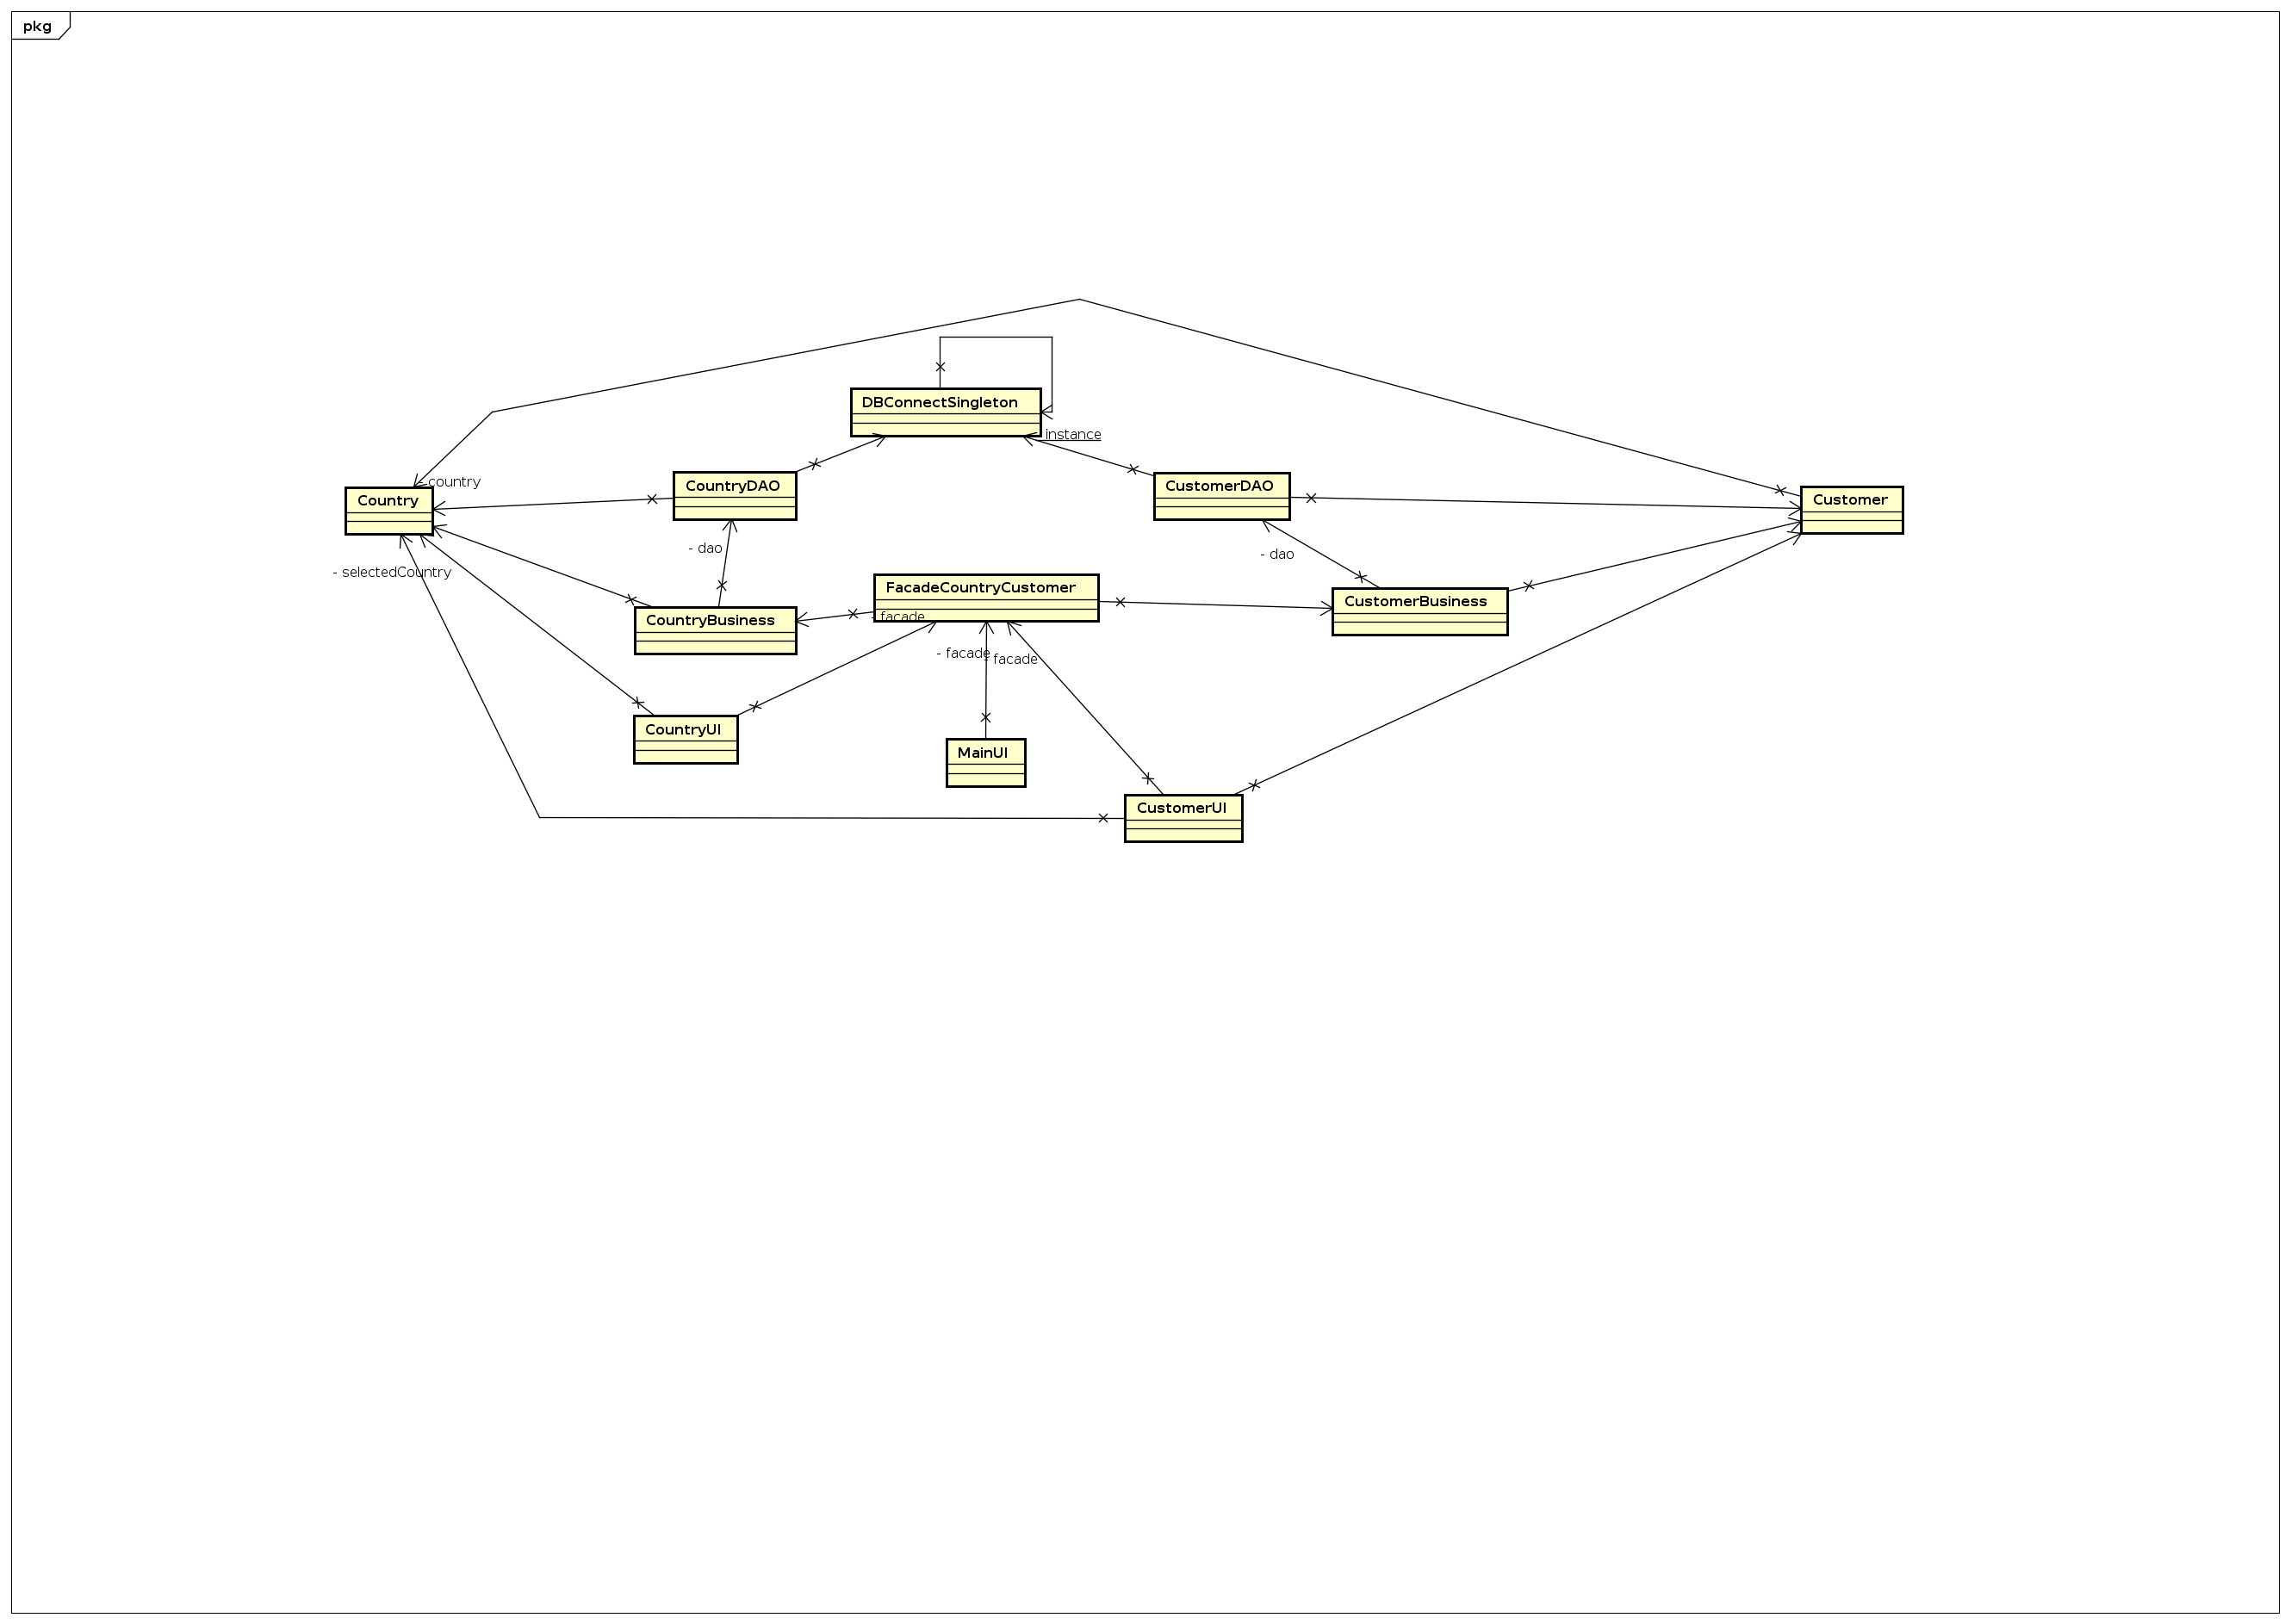 pkg
DBConnectSingleton
instance
- country
CountryDAO
CustomerDAO
Country
Customer
- dao
- dao
- selectedCountry
FacadeCountryCustomer
CustomerBusiness
- facade
CountryBusiness
- facade
- facade
CountryUI
MainUI
CustomerUI